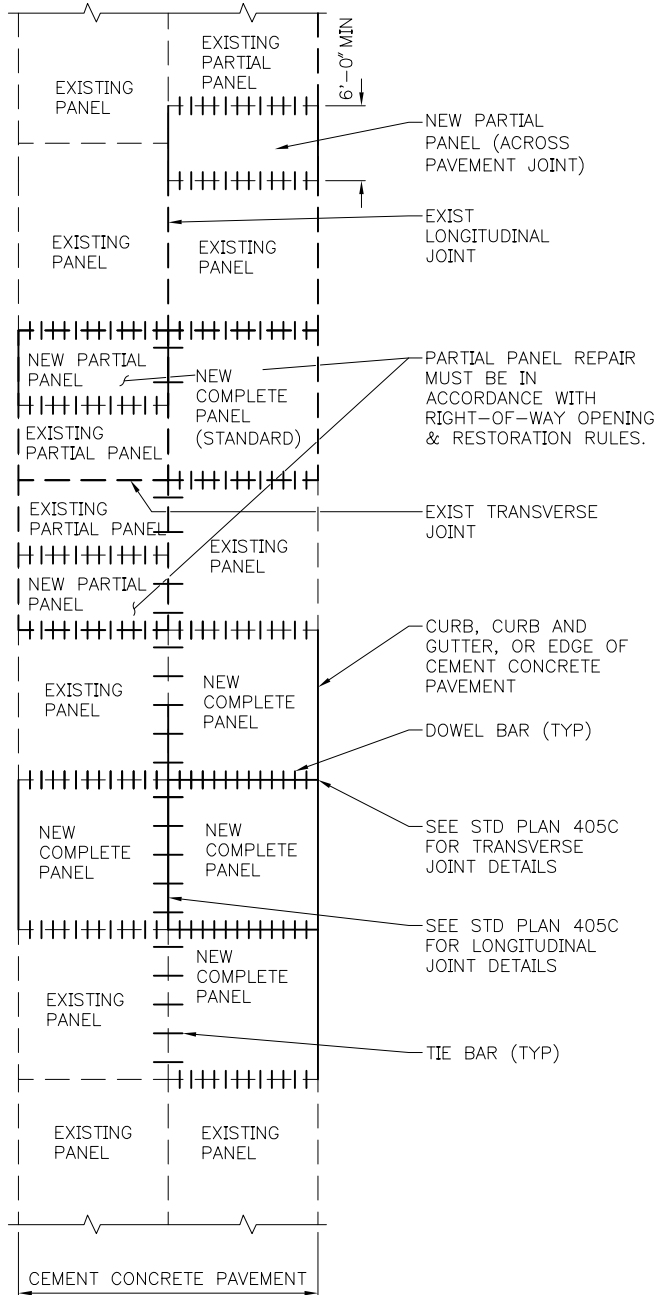 EXISTING
PARTIAL
PANEL
EXISTING
PANEL
6'-0" MIN
NEW PARTIAL
PANEL (ACROSS
PAVEMENT JOINT)
EXIST
LONGITUDINAL
JOINT
EXISTING
PANEL
EXISTING
PANEL
NEW PARTIAL
PANEL
NEW
COMPLETE
PANEL
(STANDARD)
PARTIAL PANEL REPAIR
MUST BE IN
ACCORDANCE WITH
RIGHT-OF-WAY OPENING
& RESTORATION RULES.
EXISTING
PARTIAL PANEL
EXISTING
PARTIAL PANEL
EXIST TRANSVERSE
JOINT
EXISTING
PANEL
NEW PARTIAL
PANEL
CURB, CURB AND
GUTTER, OR EDGE OF
CEMENT CONCRETE
PAVEMENT
EXISTING
PANEL
NEW
COMPLETE
PANEL
DOWEL BAR (TYP)
NEW
COMPLETE
PANEL
NEW
COMPLETE
PANEL
SEE STD PLAN 405C
FOR TRANSVERSE
JOINT DETAILS
SEE STD PLAN 405C
FOR LONGITUDINAL
JOINT DETAILS
NEW
COMPLETE
PANEL
EXISTING
PANEL
TIE BAR (TYP)
EXISTING
PANEL
EXISTING
PANEL
CEMENT CONCRETE PAVEMENT